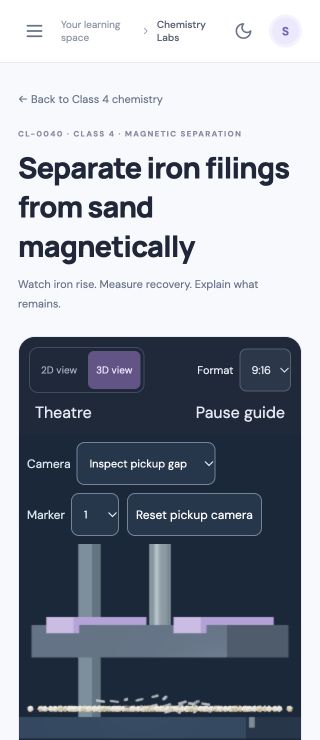 Your learning space
Chemistry Labs
S
← Back to Class 4 chemistry
CL-0040 · CLASS 4 · MAGNETIC SEPARATION
Separate iron filings
from sand
magnetically
Watch iron rise. Measure recovery. Explain what
remains.
2D view
3D view
Format
9:16
Theatre
Pause guide
Camera
Inspect pickup gap
Marker
1
Reset pickup camera